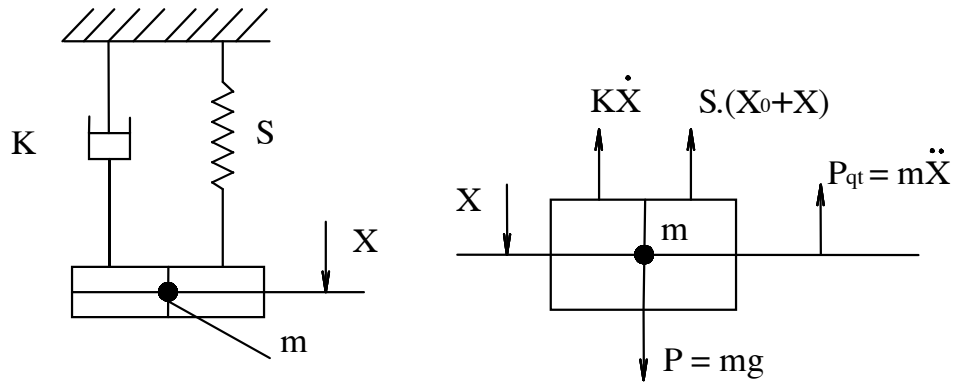 K
S
X
m
KẊ
S.(X₀+X)
X
m
Pqt = mẌ
P = mg